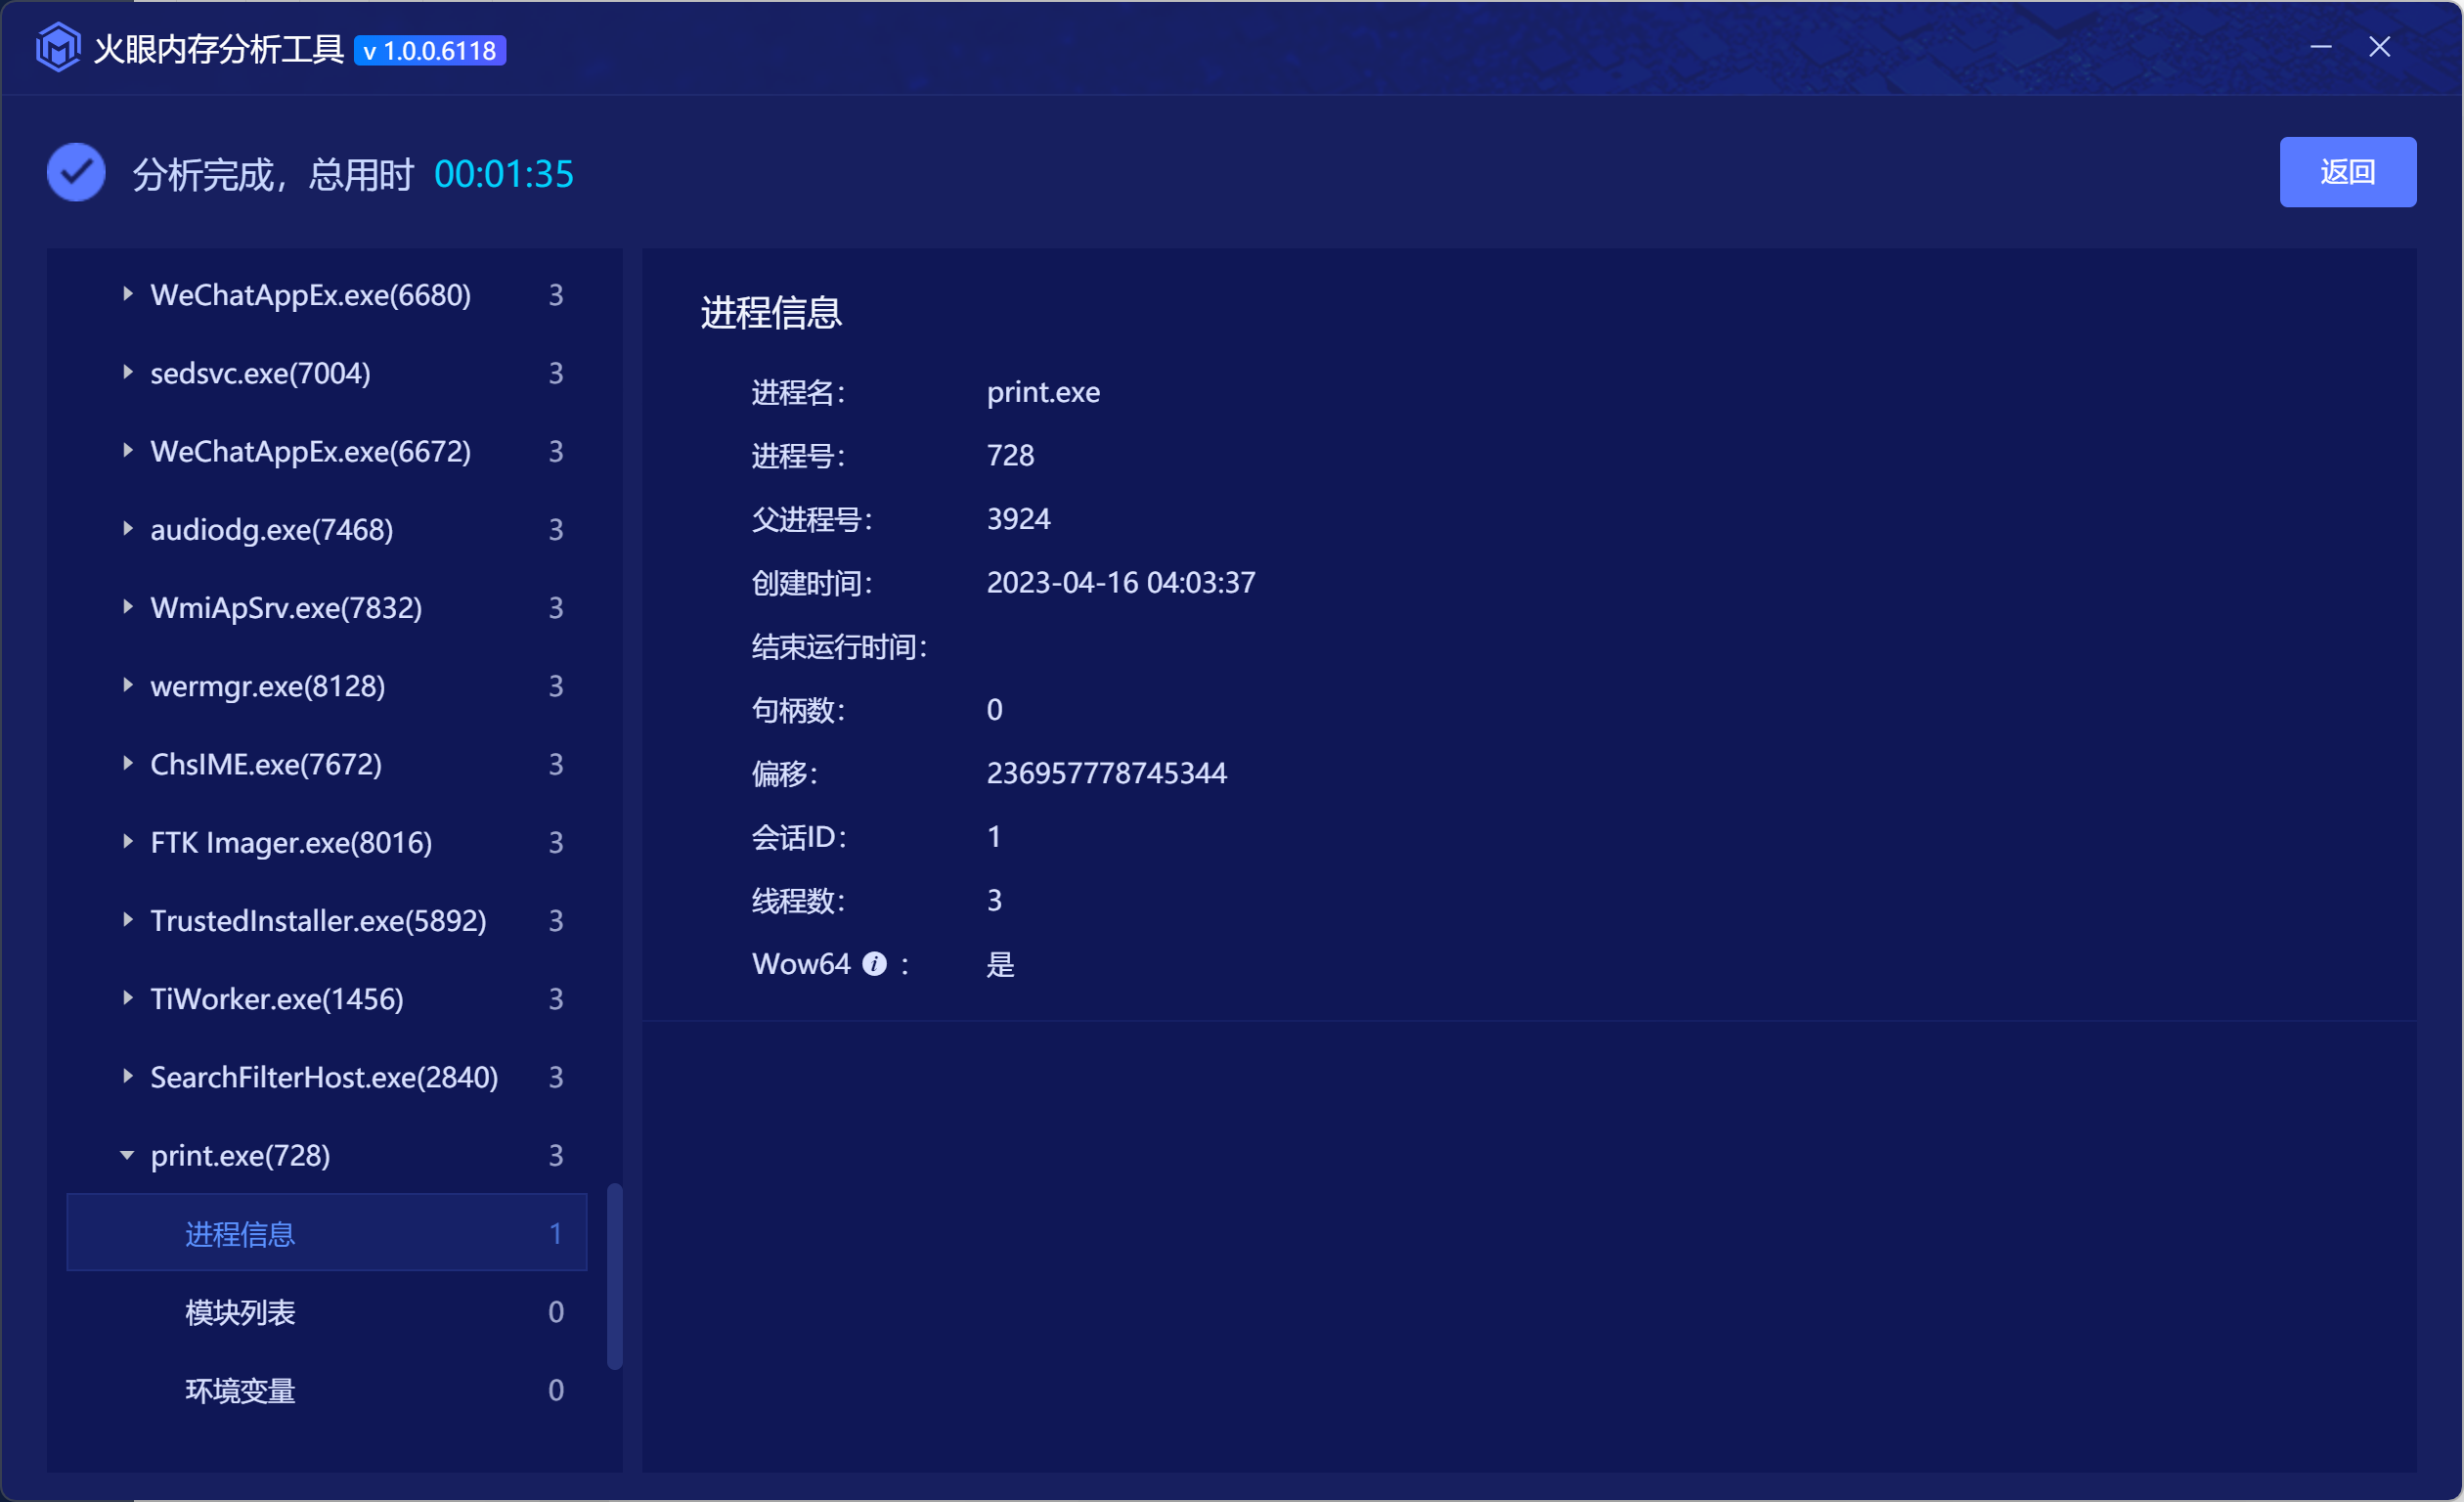 火眼内存分析工具 v 1.0.0.6118
分析完成，总用时 00:01:35
返回
WeChatAppEx.exe(6680) 3
sedsvc.exe(7004) 3
WeChatAppEx.exe(6672) 3
audiodg.exe(7468) 3
WmiApSrv.exe(7832) 3
wermgr.exe(8128) 3
ChsIME.exe(7672) 3
FTK Imager.exe(8016) 3
TrustedInstaller.exe(5892) 3
TiWorker.exe(1456) 3
SearchFilterHost.exe(2840) 3
print.exe(728) 3
进程信息 1
模块列表 0
环境变量 0
进程信息
进程名： print.exe
进程号： 728
父进程号： 3924
创建时间： 2023-04-16 04:03:37
结束运行时间：
句柄数： 0
偏移： 236957778745344
会话ID： 1
线程数： 3
Wow64 i ： 是